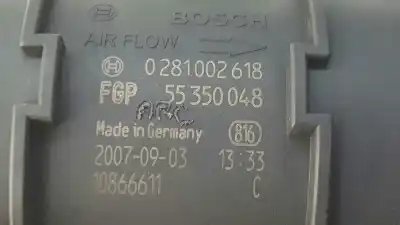 BOSCH
AIR FLOW
0 281 002 618
FGP 55 350 048
ARC
Made in Germany 816
2007-09-03 13:33
10866611 C